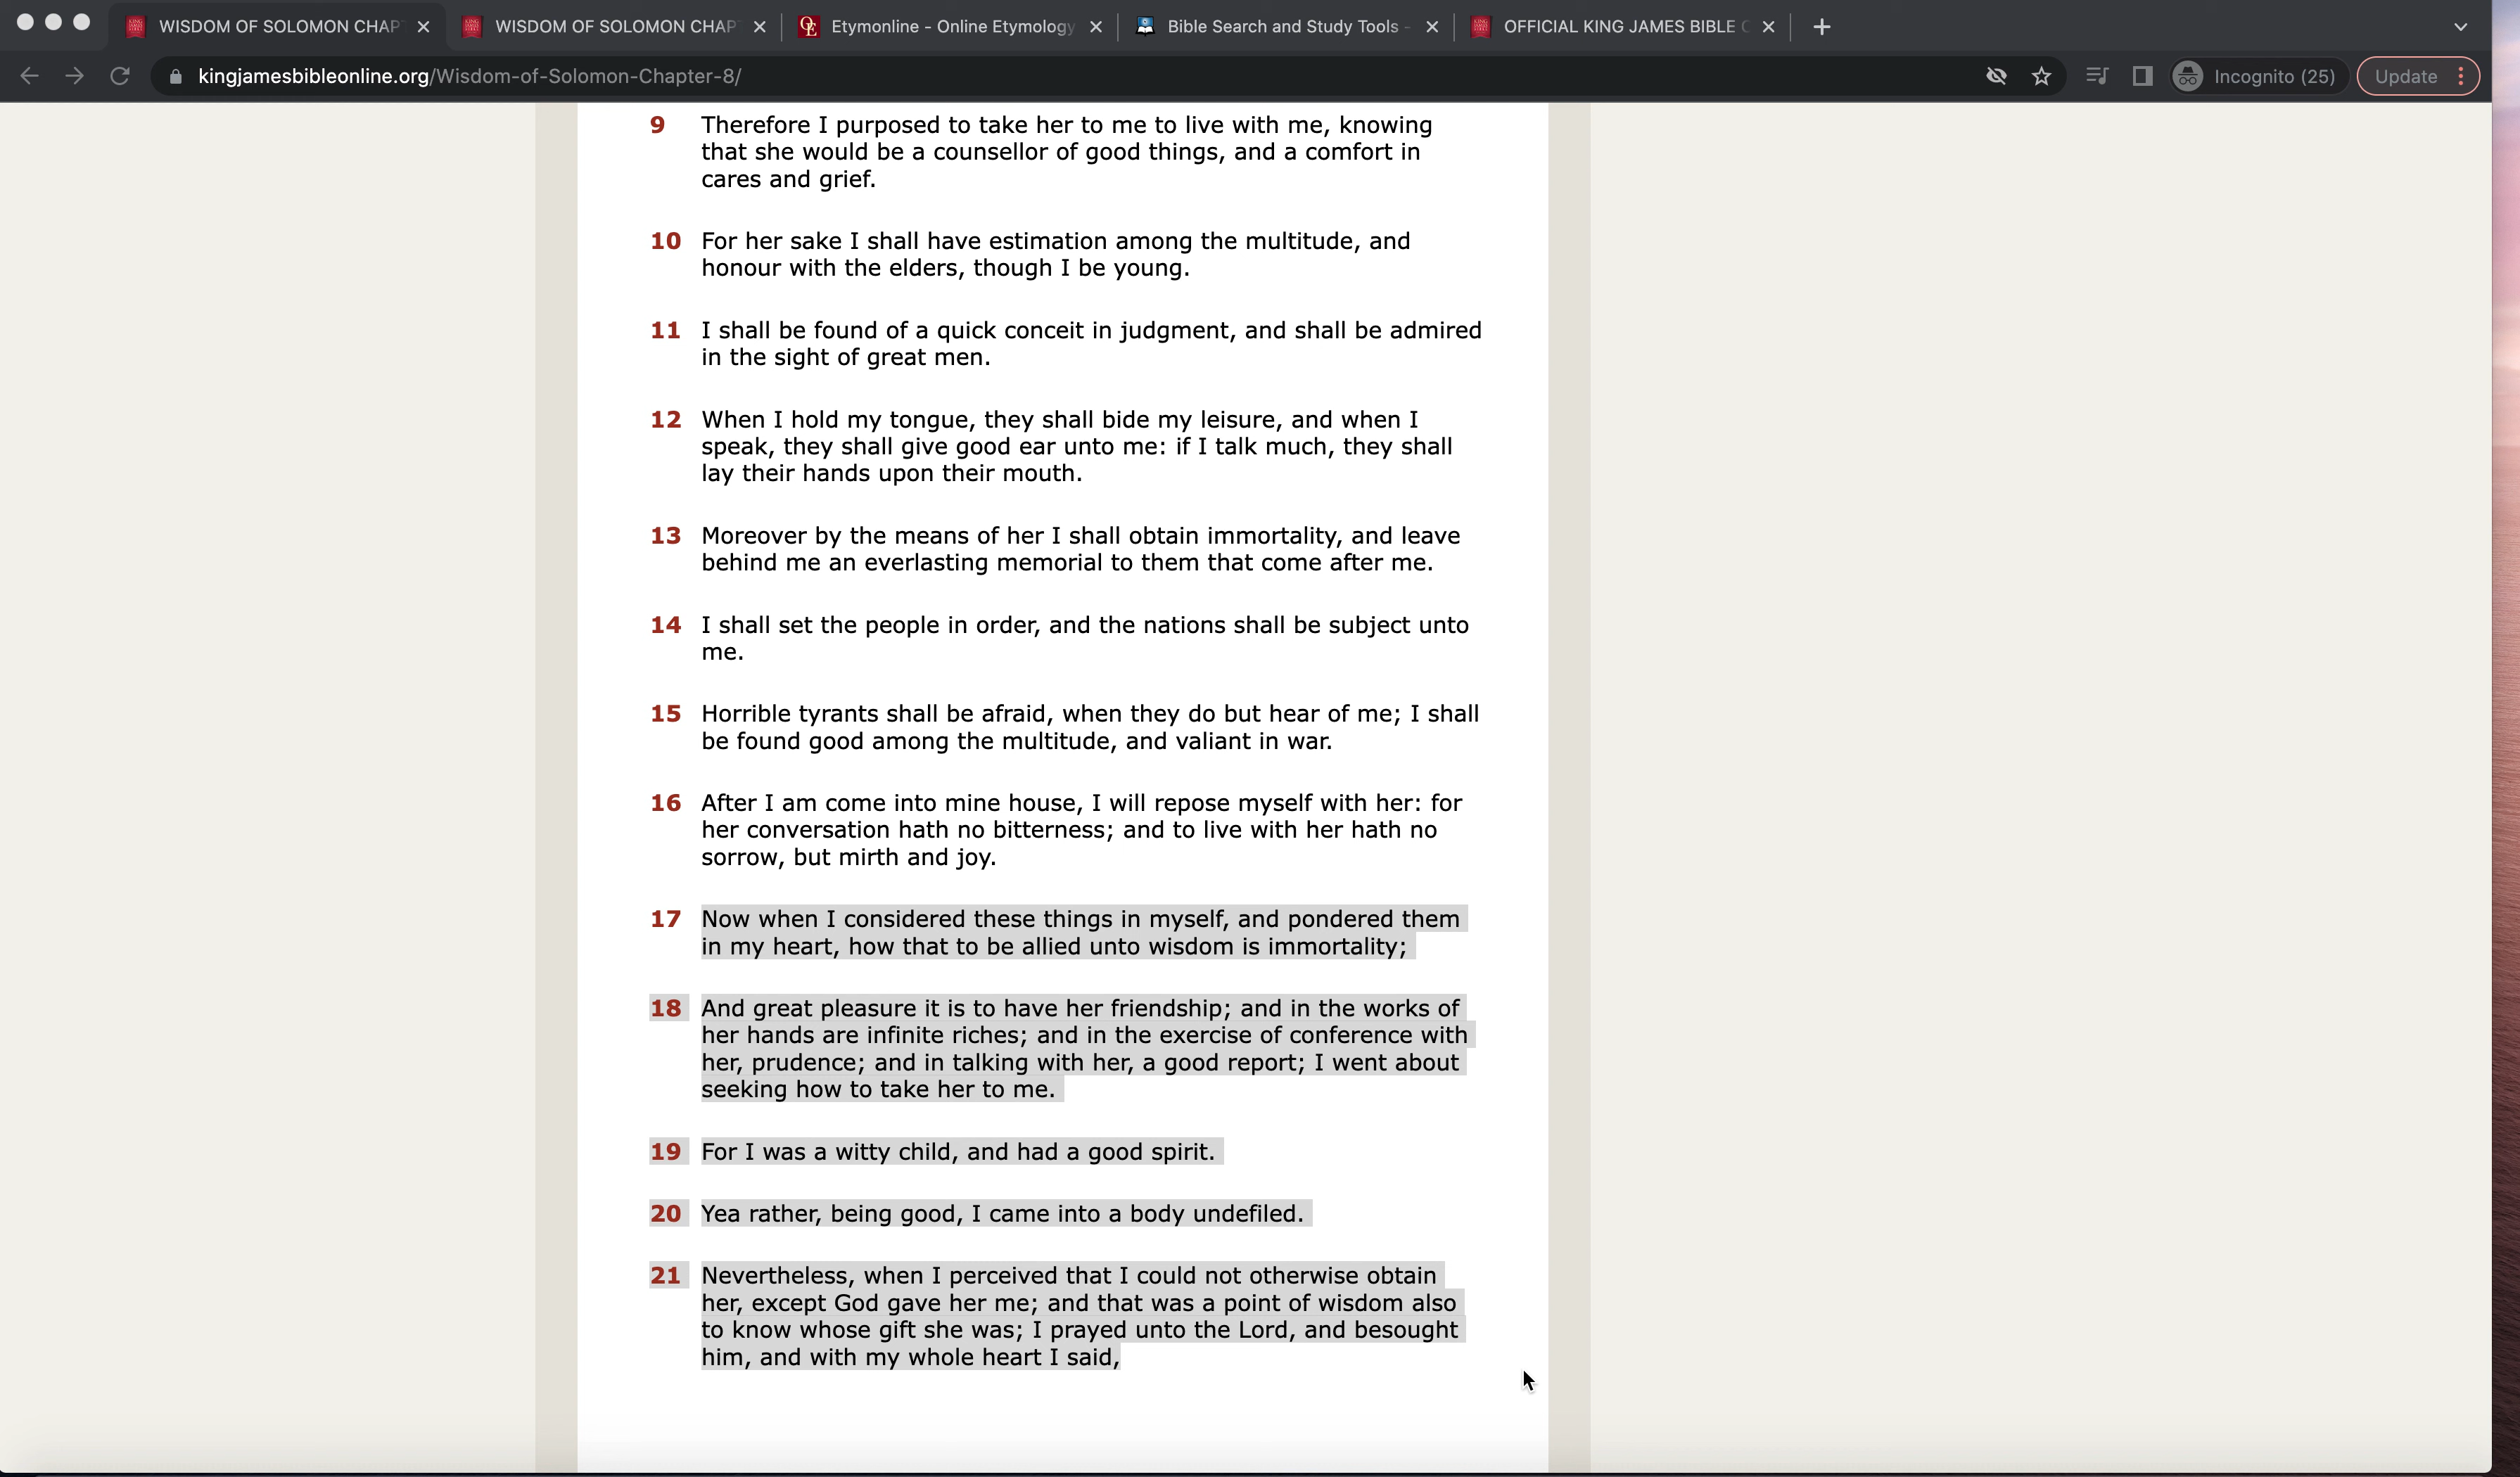 WISDOM OF SOLOMON CHAP
WISDOM OF SOLOMON CHAP
Etymonline - Online Etymology
Bible Search and Study Tools -
OFFICIAL KING JAMES BIBLE
kingjamesbibleonline.org/Wisdom-of-Solomon-Chapter-8/
Incognito (25)
Update
9 Therefore I purposed to take her to me to live with me, knowing
that she would be a counsellor of good things, and a comfort in
cares and grief.
10 For her sake I shall have estimation among the multitude, and
honour with the elders, though I be young.
11 I shall be found of a quick conceit in judgment, and shall be admired
in the sight of great men.
12 When I hold my tongue, they shall bide my leisure, and when I
speak, they shall give good ear unto me: if I talk much, they shall
lay their hands upon their mouth.
13 Moreover by the means of her I shall obtain immortality, and leave
behind me an everlasting memorial to them that come after me.
14 I shall set the people in order, and the nations shall be subject unto
me.
15 Horrible tyrants shall be afraid, when they do but hear of me; I shall
be found good among the multitude, and valiant in war.
16 After I am come into mine house, I will repose myself with her: for
her conversation hath no bitterness; and to live with her hath no
sorrow, but mirth and joy.
17 Now when I considered these things in myself, and pondered them
in my heart, how that to be allied unto wisdom is immortality;
18 And great pleasure it is to have her friendship; and in the works of
her hands are infinite riches; and in the exercise of conference with
her, prudence; and in talking with her, a good report; I went about
seeking how to take her to me.
19 For I was a witty child, and had a good spirit.
20 Yea rather, being good, I came into a body undefiled.
21 Nevertheless, when I perceived that I could not otherwise obtain
her, except God gave her me; and that was a point of wisdom also
to know whose gift she was; I prayed unto the Lord, and besought
him, and with my whole heart I said,